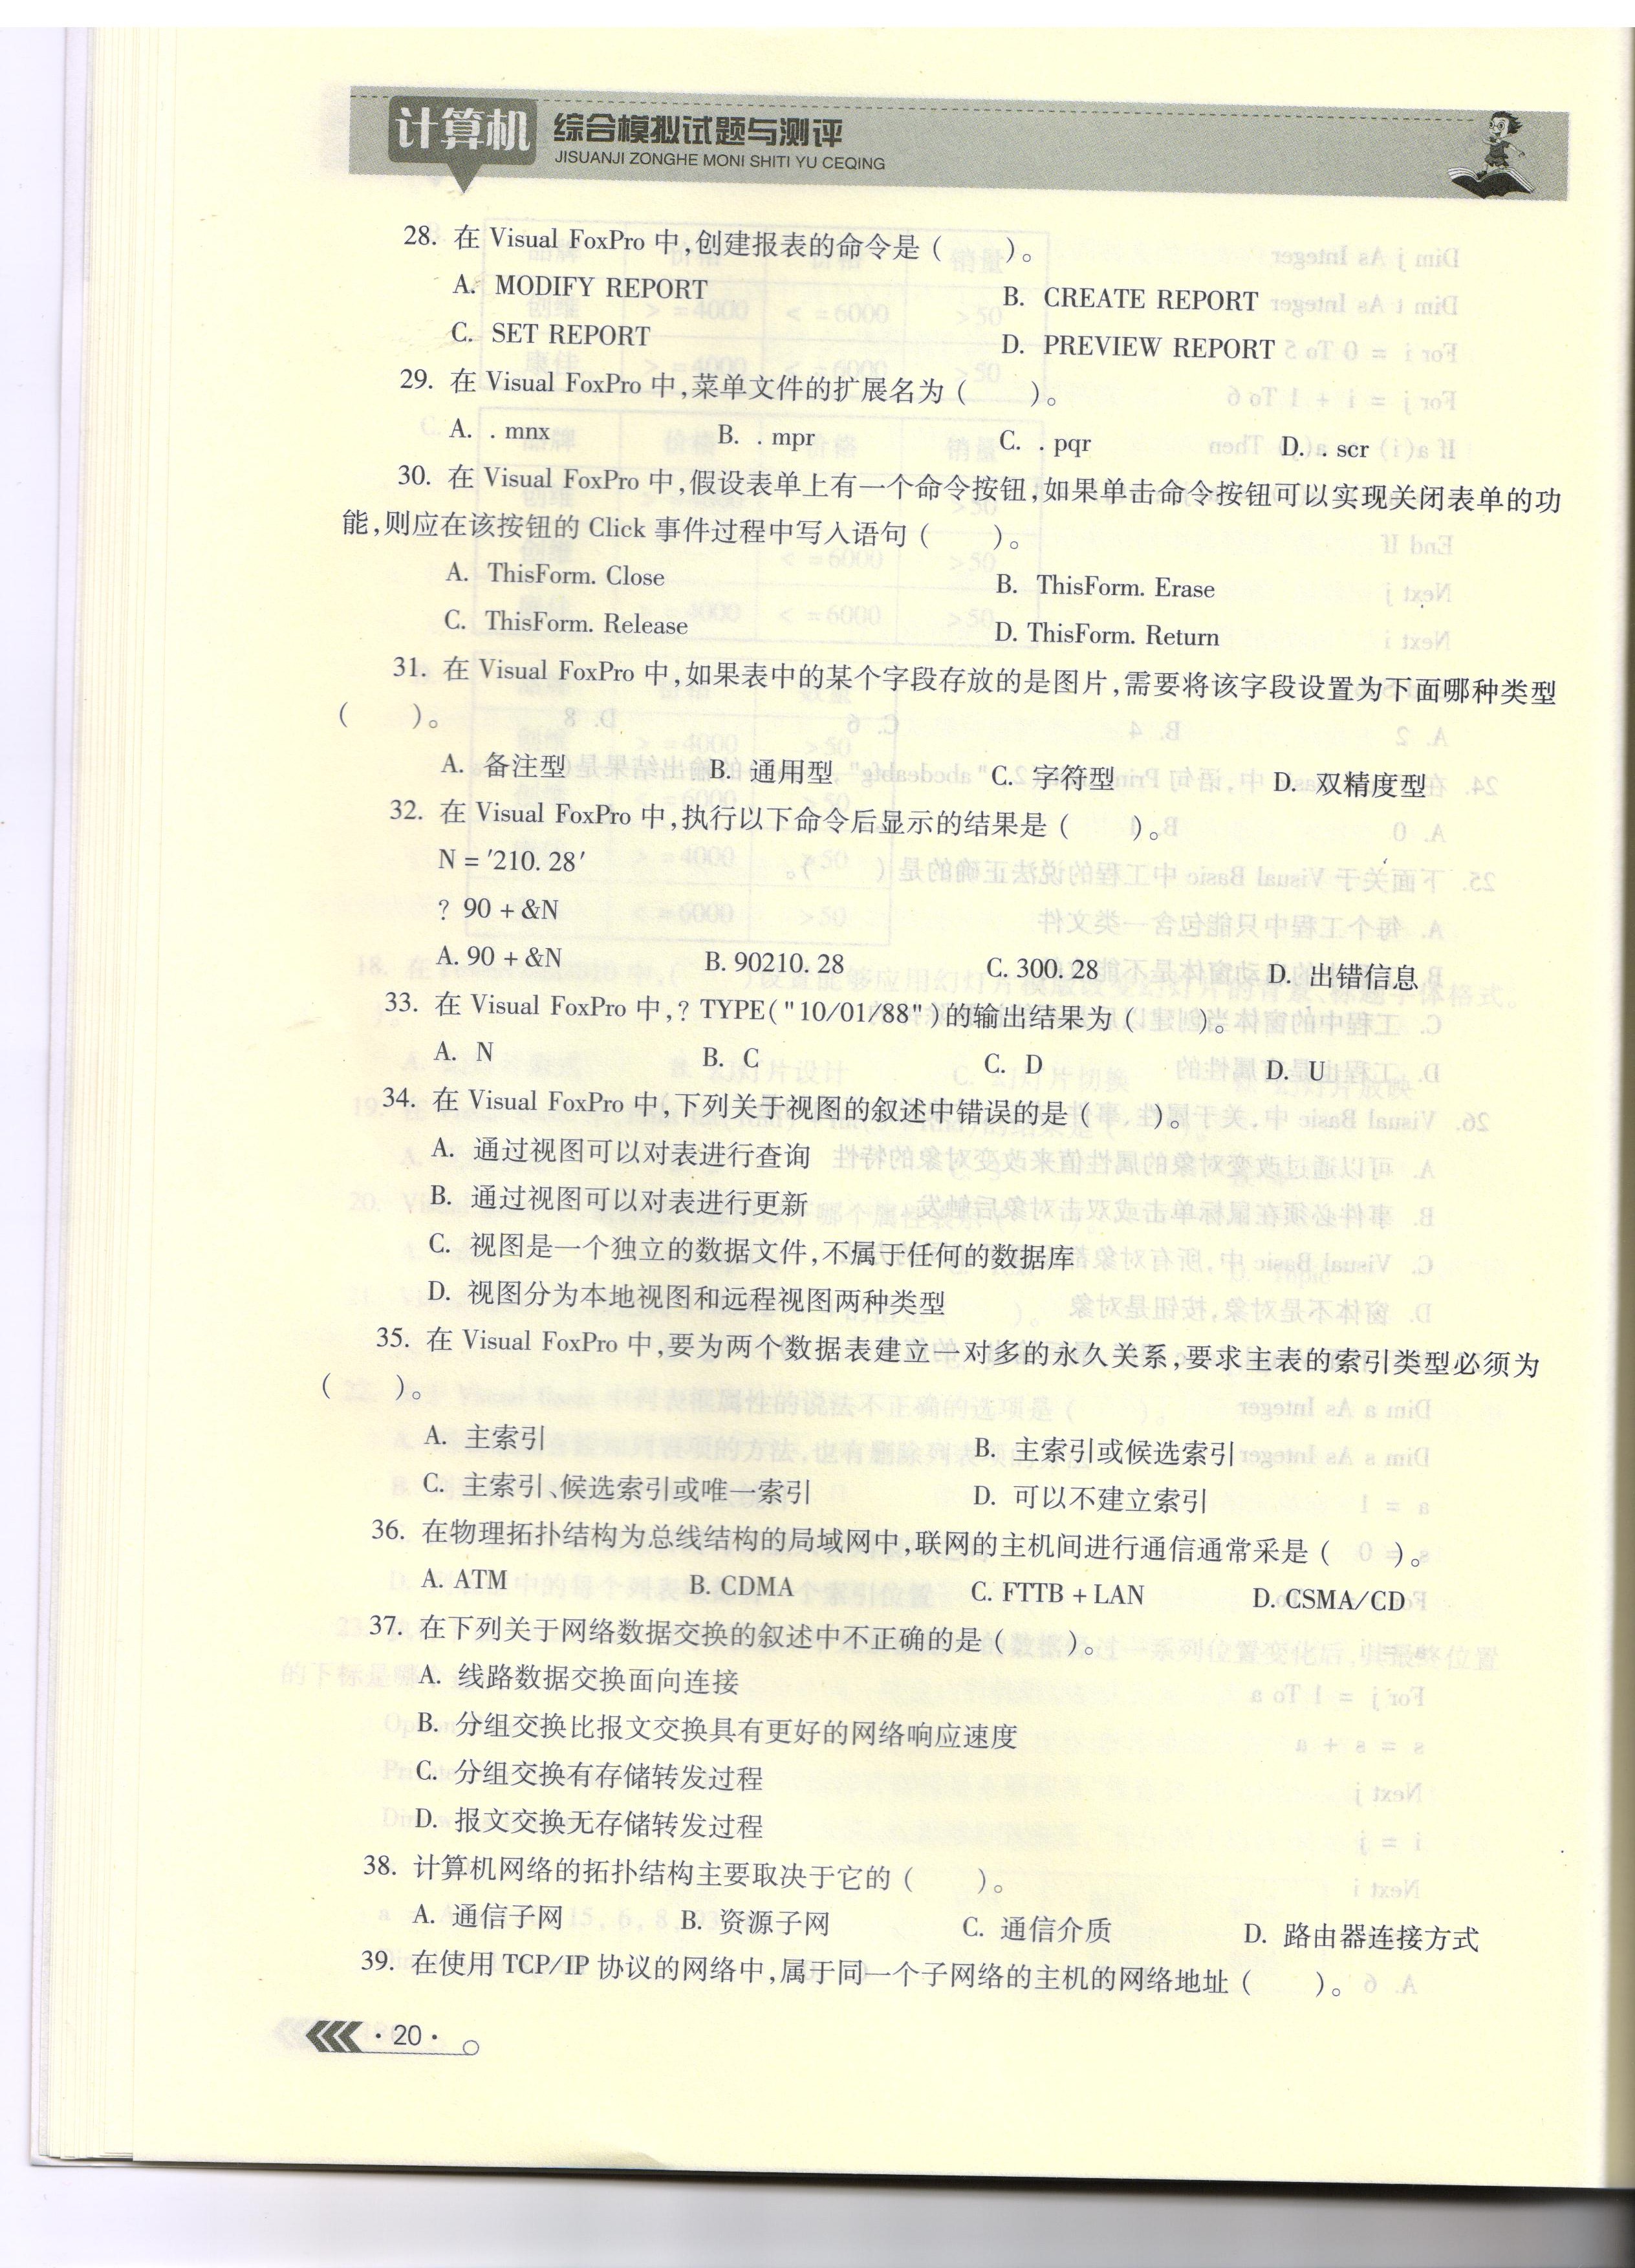 计算机 综合模拟试题与测评
JISUANJI ZONGHE MONI SHITI YU CEQING
28. 在 Visual FoxPro 中,创建报表的命令是 (　　)。
A. MODIFY REPORT　　B. CREATE REPORT
C. SET REPORT　　D. PREVIEW REPORT
29. 在 Visual FoxPro 中,菜单文件的扩展名为 (　　)。
A. . mnx　　B. . mpr　　C. . pqr　　D. . scr
30. 在 Visual FoxPro 中,假设表单上有一个命令按钮,如果单击命令按钮可以实现关闭表单的功
能,则应在该按钮的 Click 事件过程中写入语句 (　　)。
A. ThisForm. Close　　B. ThisForm. Erase
C. ThisForm. Release　　D. ThisForm. Return
31. 在 Visual FoxPro 中,如果表中的某个字段存放的是图片,需要将该字段设置为下面哪种类型
(　　)。
A. 备注型　　B. 通用型　　C. 字符型　　D. 双精度型
32. 在 Visual FoxPro 中,执行以下命令后显示的结果是 (　　)。
N = '210. 28'
? 90 + &N
A. 90 + &N　　B. 90210. 28　　C. 300. 28　　D. 出错信息
33. 在 Visual FoxPro 中,? TYPE( "10/01/88" )的输出结果为 (　　)。
A. N　　B. C　　C. D　　D. U
34. 在 Visual FoxPro 中,下列关于视图的叙述中错误的是 (　　)。
A. 通过视图可以对表进行查询
B. 通过视图可以对表进行更新
C. 视图是一个独立的数据文件,不属于任何的数据库
D. 视图分为本地视图和远程视图两种类型
35. 在 Visual FoxPro 中,要为两个数据表建立一对多的永久关系,要求主表的索引类型必须为
(　　)。
A. 主索引　　B. 主索引或候选索引
C. 主索引、候选索引或唯一索引　　D. 可以不建立索引
36. 在物理拓扑结构为总线结构的局域网中,联网的主机间进行通信通常采是 (　　)。
A. ATM　　B. CDMA　　C. FTTB + LAN　　D. CSMA/CD
37. 在下列关于网络数据交换的叙述中不正确的是 (　　)。
A. 线路数据交换面向连接
B. 分组交换比报文交换具有更好的网络响应速度
C. 分组交换有存储转发过程
D. 报文交换无存储转发过程
38. 计算机网络的拓扑结构主要取决于它的 (　　)。
A. 通信子网　　B. 资源子网　　C. 通信介质　　D. 路由器连接方式
39. 在使用 TCP/IP 协议的网络中,属于同一个子网络的主机的网络地址 (　　)。
· 20 ·